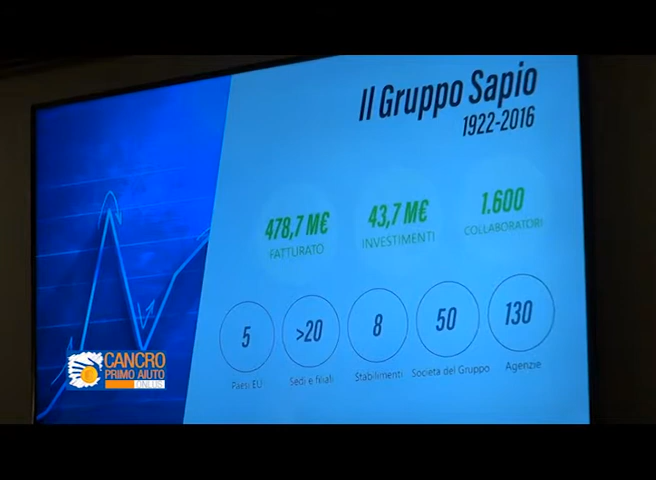 Il Gruppo Sapio
1922-2016
478,7 M€
FATTURATO
43,7 M€
INVESTIMENTI
1.600
COLLABORATORI
5
Paesi EU
>20
Sedi e filiali
8
Stabilimenti
50
Società del Gruppo
130
Agenzie
CANCRO
PRIMO AIUTO
ONLUS